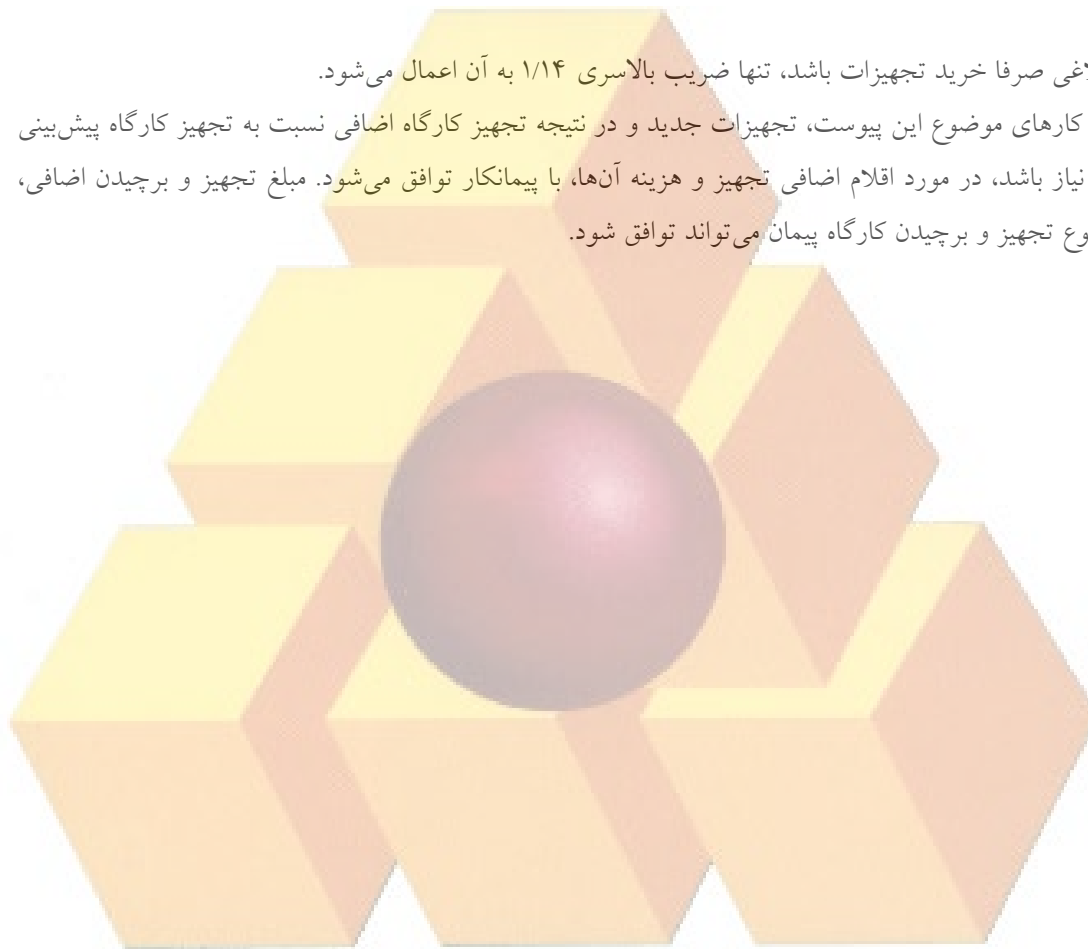 صرفا خرید تجهیزات باشد، تنها ضریب بالاسری ۱/۱۴ به آن اعمال می‌شود.
کارهای موضوع این پیوست، تجهیزات جدید و در نتیجه تجهیز کارگاه اضافی نسبت به تجهیز کارگاه پیش‌بینی
نیاز باشد، در مورد اقلام اضافی تجهیز و هزینه آن‌ها، با پیمانکار توافق می‌شود. مبلغ تجهیز و برچیدن اضافی،
تجهیز و برچیدن کارگاه پیمان می‌تواند توافق شود.